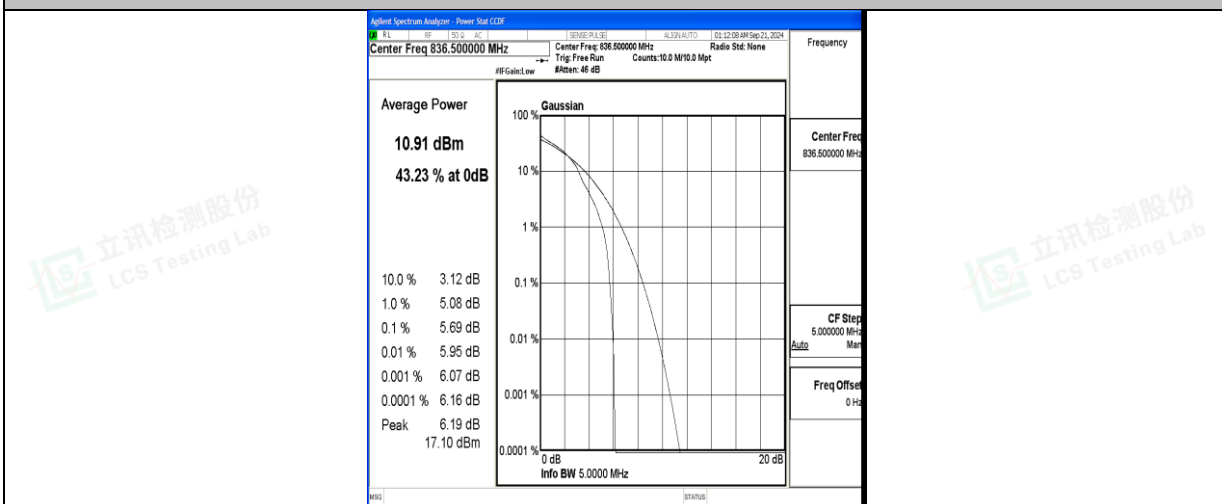 Agilent Spectrum Analyzer - Power Stat CCDF
RL RF 50 Ω AC SENSE:PULSE ALIGNAUTO 01:12:08 AM Sep 21, 2024
Center Freq 836.500000 MHz
Center Freq: 836.500000 MHz Radio Std: None
Trig: Free Run Counts:10.0 M/10.0 Mpt
#IFGain:Low #Atten: 46 dB
Frequency
Average Power
10.91 dBm
43.23 % at 0dB
10.0 % 3.12 dB
1.0 % 5.08 dB
0.1 % 5.69 dB
0.01 % 5.95 dB
0.001 % 6.07 dB
0.0001 % 6.16 dB
Peak 6.19 dB
17.10 dBm
Gaussian
100 %
10 %
1 %
0.1 %
0.01 %
0.001 %
0.0001 %
0 dB 20 dB
Info BW 5.0000 MHz
Center Freq
836.500000 MHz
CF Step
5.000000 MHz
Auto Man
Freq Offset
0 Hz
MSG STATUS
立讯检测股份
LCS Testing Lab
立讯检测股份
LCS Testing Lab